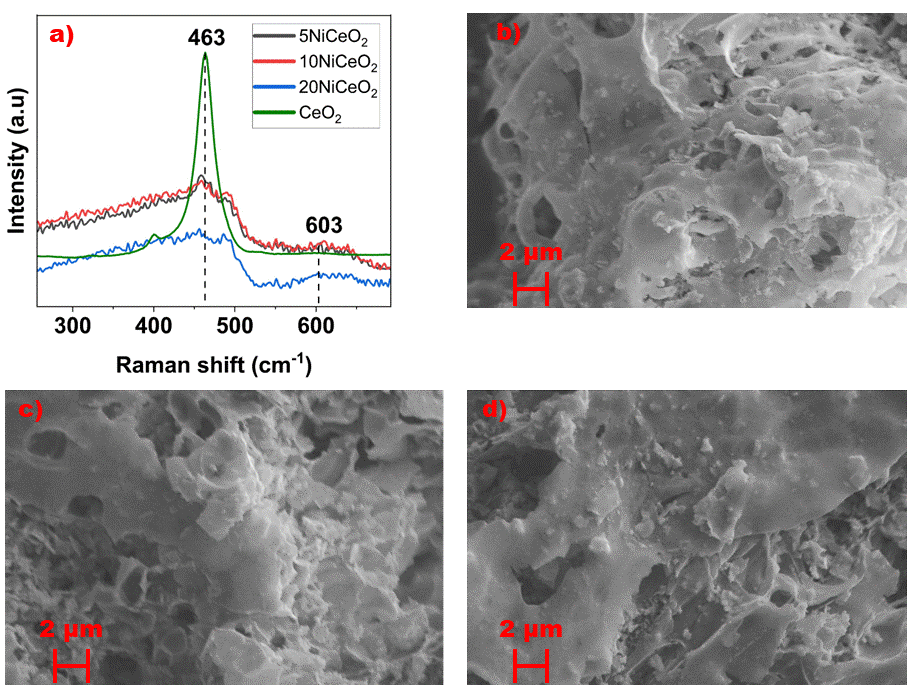 a)
463
5NiCeO₂
10NiCeO₂
20NiCeO₂
CeO₂
603
Intensity (a.u)
300 400 500 600
Raman shift (cm⁻¹)
b)
2 µm
c)
2 µm
d)
2 µm